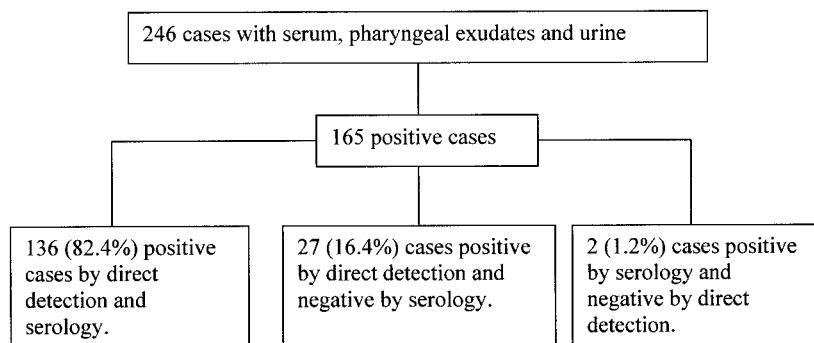 246 cases with serum, pharyngeal exudates and urine
165 positive cases
136 (82.4%) positive
cases by direct
detection and
serology.
27 (16.4%) cases positive
by direct detection and
negative by serology.
2 (1.2%) cases positive
by serology and
negative by direct
detection.